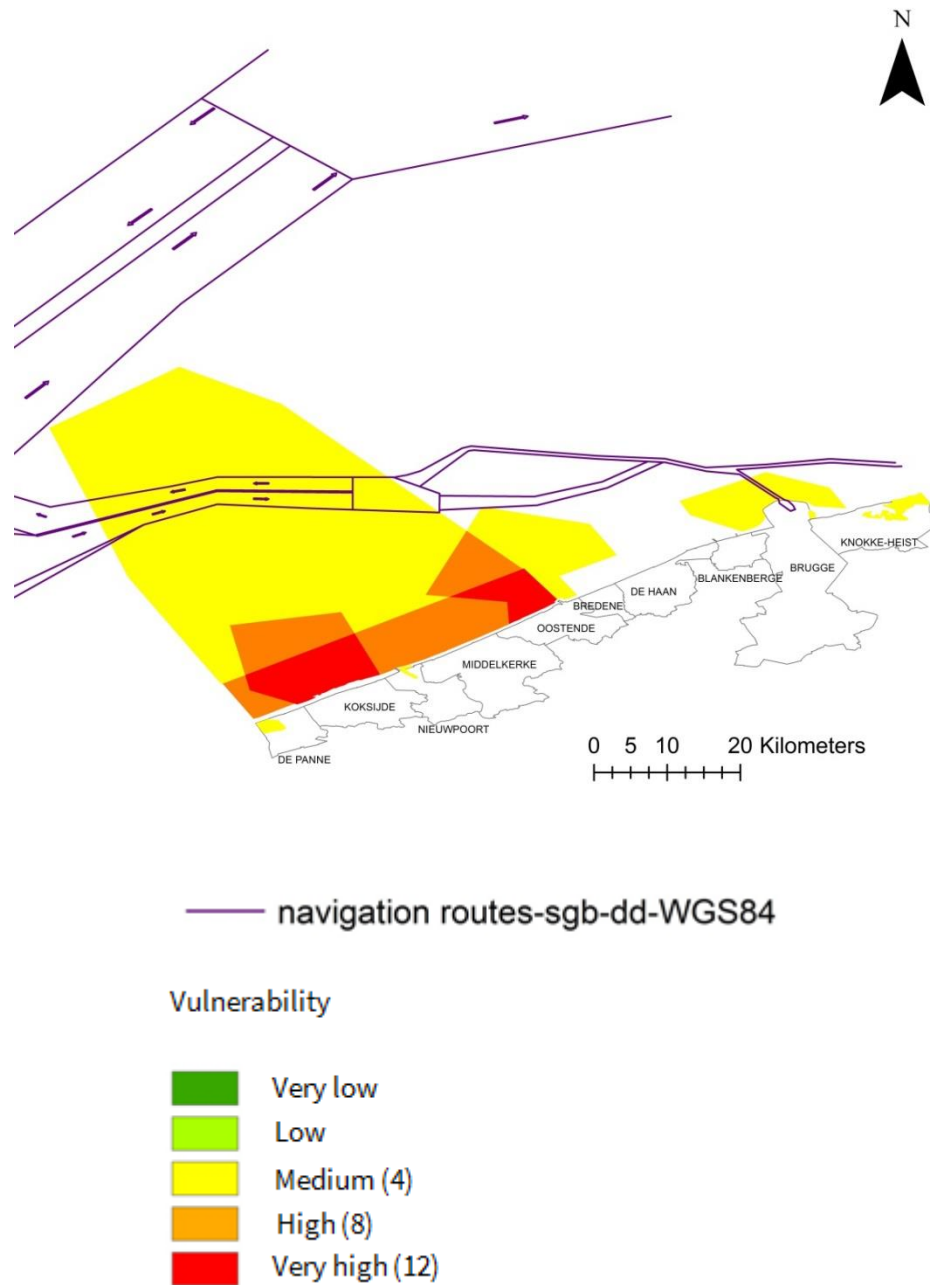 N
KNOKKE-HEIST
BRUGGE
BLANKENBERGE
DE HAAN
BREDENE
OOSTENDE
MIDDELKERKE
KOKSIJDE
NIEUWPOORT
DE PANNE
0 5 10 20 Kilometers
navigation routes-sgb-dd-WGS84
Vulnerability
Very low
Low
Medium (4)
High (8)
Very high (12)